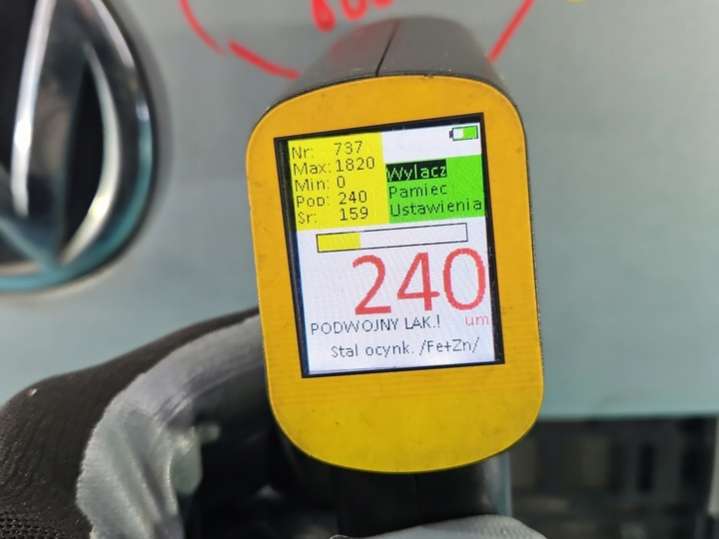 Nr: 737
Max: 1820
Min: 0
Pop: 240
Sr: 159
Wylacz
Pamiec
Ustawienia
240
um
PODWOJNY LAK.!
Stal ocynk. /Fe+Zn/